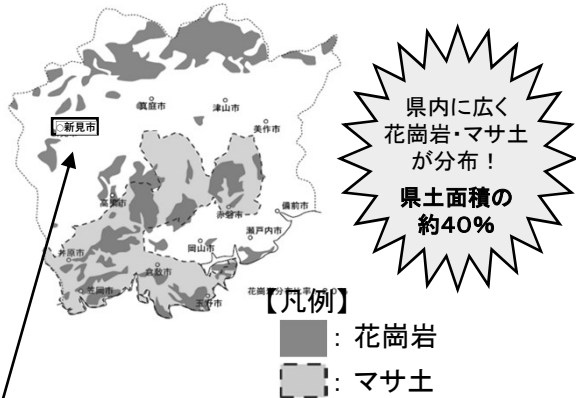 真庭市
津山市
○新見市
美作市
高梁市
備前市
赤磐市
瀬戸内市
岡山市
井原市
倉敷市
笠岡市
玉野市
県内に広く
花崗岩・マサ土
が分布！
県土面積の
約40％
【凡例】
：花崗岩
：マサ土